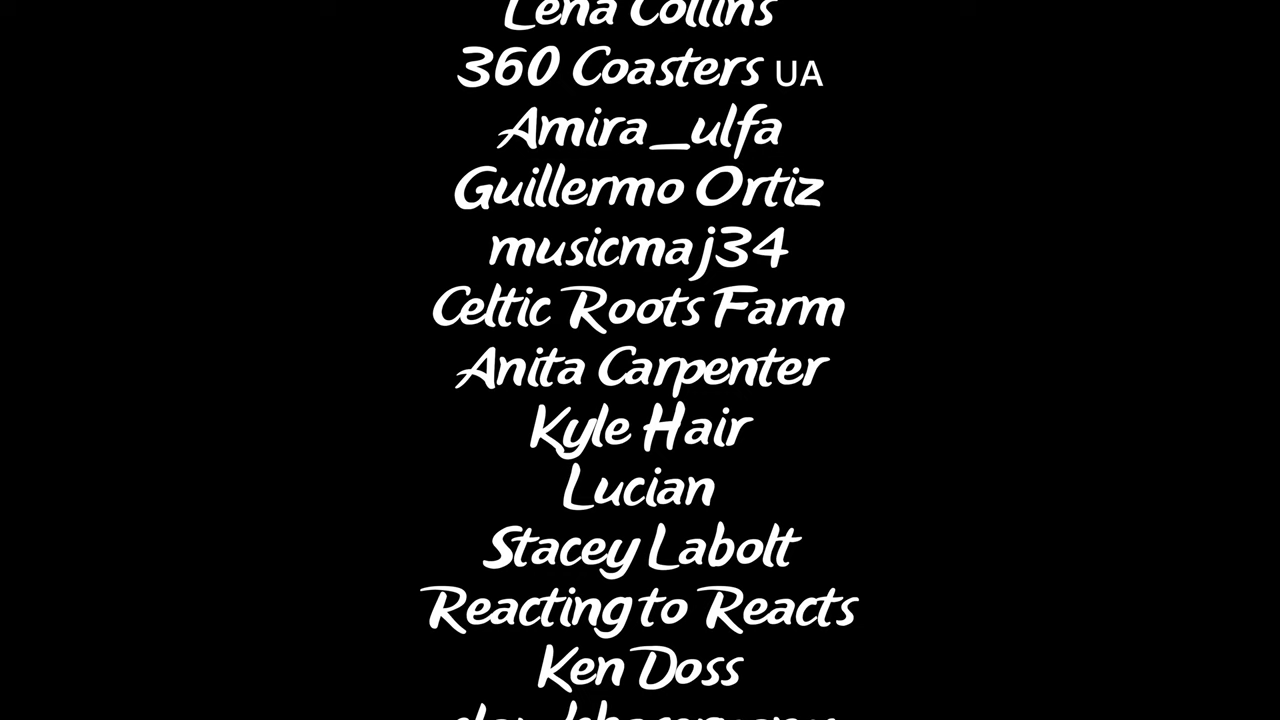 Lena Collins
360 Coasters UA
Amira_ulfa
Guillermo Ortiz
musicmaj34
Celtic Roots Farm
Anita Carpenter
Kyle Hair
Lucian
Stacey Labolt
Reacting to Reacts
Ken Doss